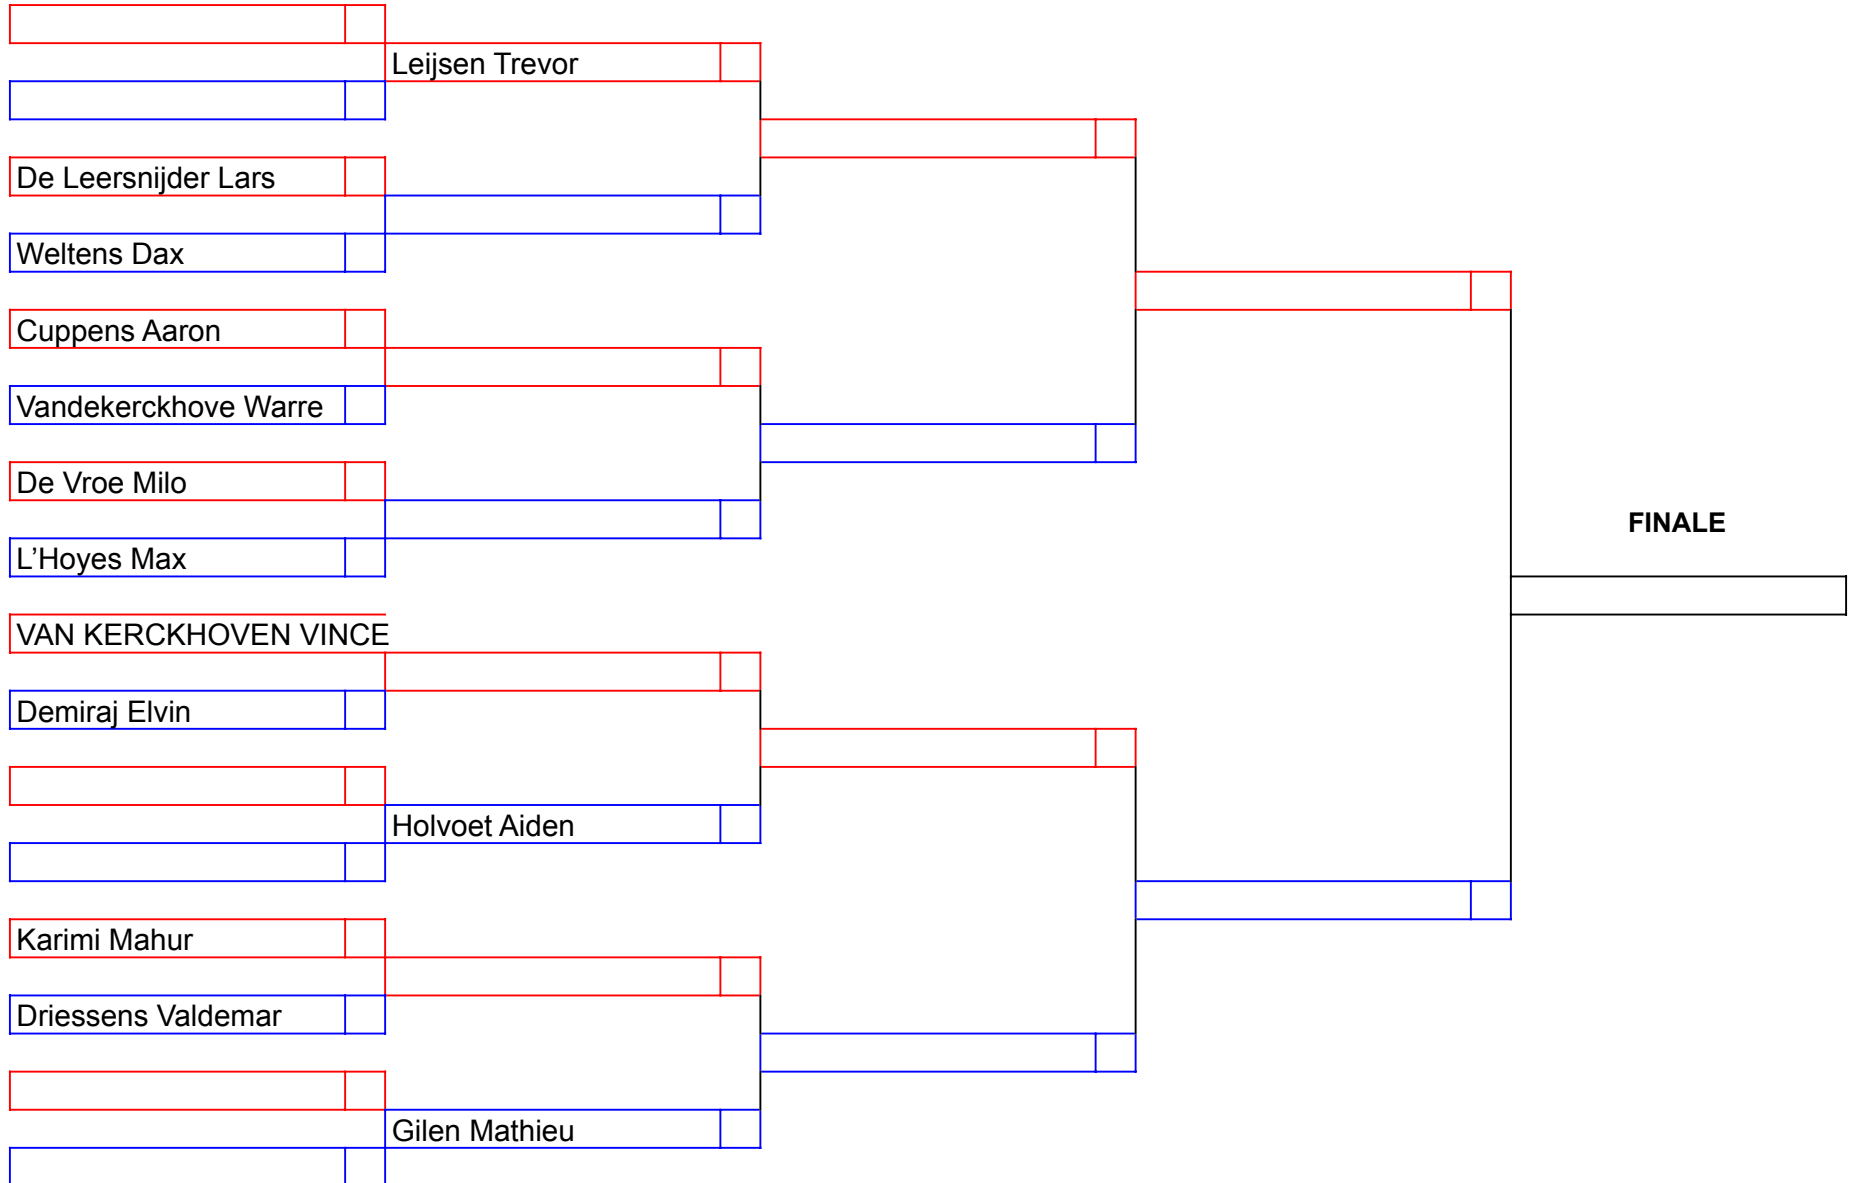 Leijsen Trevor
De Leersnijder Lars
Weltens Dax
Cuppens Aaron
Vandekerckhove Warre
De Vroe Milo
L’Hoyes Max
FINALE
VAN KERCKHOVEN VINCE
Demiraj Elvin
Holvoet Aiden
Karimi Mahur
Driessens Valdemar
Gilen Mathieu